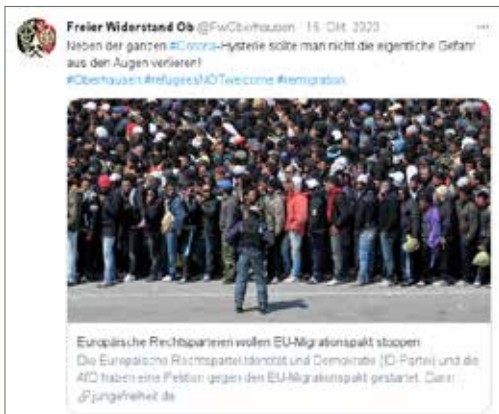 Freier Widerstand Ob @FwOberhausen · 16. Okt. 2020
Neben der ganzen #Corona-Hysterie sollte man nicht die eigentliche Gefahr
aus den Augen verlieren!
#Oberhausen #refugeesNOTwelcome #remigration
Europäische Rechtsparteien wollen EU-Migrationspakt stoppen
Die Europäische Rechtspartei Identität und Demokratie (ID-Partei) und die
AfD haben eine Petition gegen den EU-Migrationspakt gestartet. Darin
jungefreiheit.de